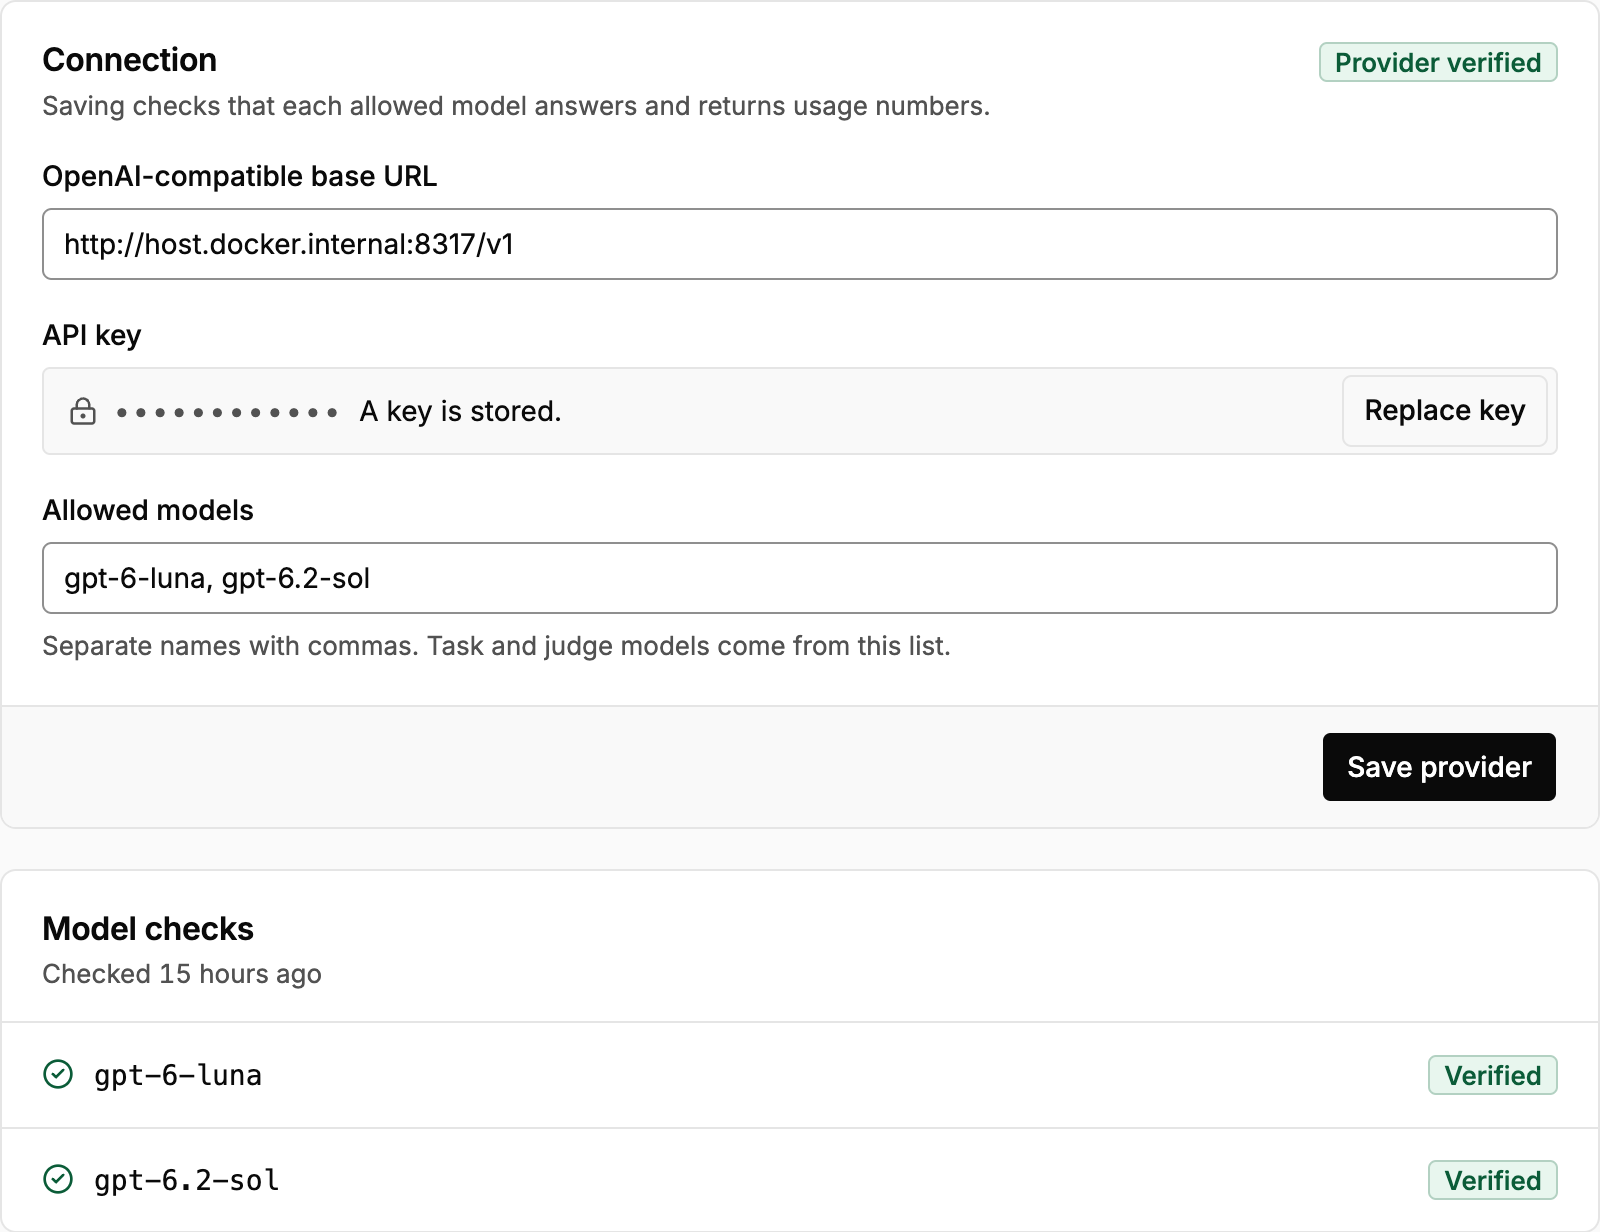 Connection
Provider verified
Saving checks that each allowed model answers and returns usage numbers.
OpenAI-compatible base URL
http://host.docker.internal:8317/v1
API key
•••••••••••• A key is stored.
Replace key
Allowed models
gpt-6-luna, gpt-6.2-sol
Separate names with commas. Task and judge models come from this list.
Save provider
Model checks
Checked 15 hours ago
gpt-6-luna
Verified
gpt-6.2-sol
Verified